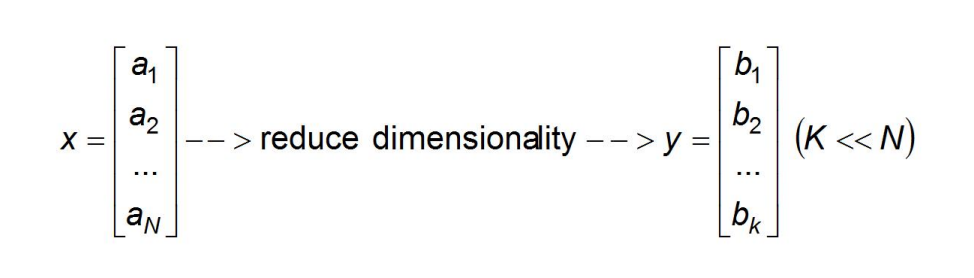 x = [a1 a2 ... aN] --> reduce dimensionality --> y = [b1 b2 ... bk] (K << N)